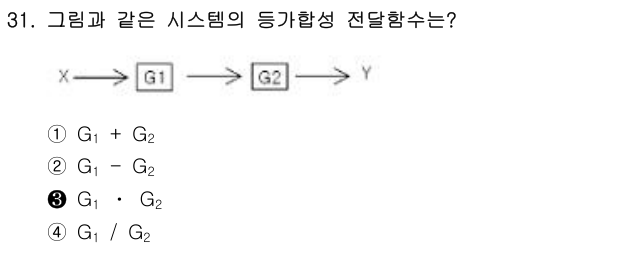 31. 그림과 같은 시스템의 등가합성 전달함수는?
X G1 G2 Y
① G₁ + G₂
② G₁ - G₂
❸ G₁ · G₂
④ G₁ / G₂